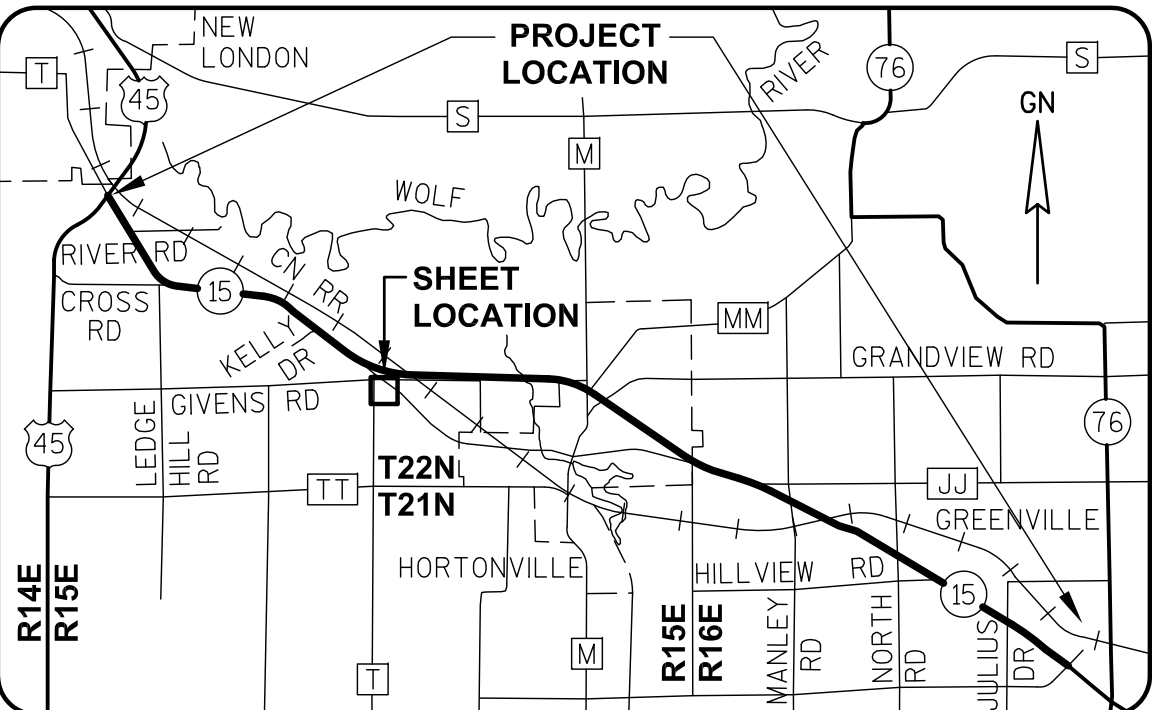 NEW
LONDON
PROJECT
LOCATION
RIVER
76
S
T
45
GN
S
M
WOLF
RIVER RD
CN RR
SHEET
LOCATION
15
CROSS
RD
MM
KELLY
DR
GRANDVIEW RD
GIVENS RD
45
LEDGE
HILL
RD
76
T22N
TT
T21N
JJ
GREENVILLE
HORTONVILLE
HILLVIEW RD
R14E
R15E
15
R15E
R16E
MANLEY
RD
NORTH
RD
JULIUS
DR
M
T